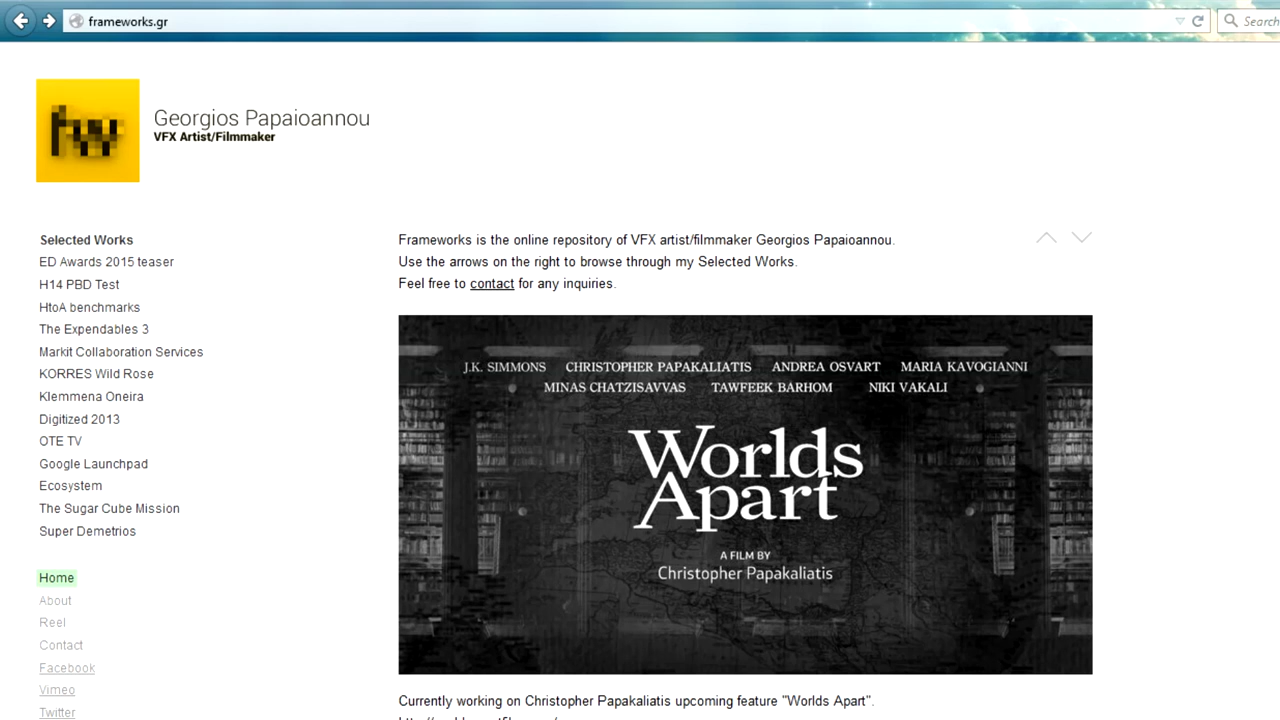 frameworks.gr
Search
fw
Georgios Papaioannou
VFX Artist/Filmmaker
Selected Works
ED Awards 2015 teaser
H14 PBD Test
HtoA benchmarks
The Expendables 3
Markit Collaboration Services
KORRES Wild Rose
Klemmena Oneira
Digitized 2013
OTE TV
Google Launchpad
Ecosystem
The Sugar Cube Mission
Super Demetrios
Home
About
Reel
Contact
Facebook
Vimeo
Twitter
Frameworks is the online repository of VFX artist/filmmaker Georgios Papaioannou.
Use the arrows on the right to browse through my Selected Works.
Feel free to contact for any inquiries.
J.K. SIMMONS CHRISTOPHER PAPAKALIATIS ANDREA OSVART MARIA KAVOGIANNI
MINAS CHATZISAVVAS TAWFEEK BARHOM NIKI VAKALI
Worlds
Apart
A FILM BY
Christopher Papakaliatis
Currently working on Christopher Papakaliatis upcoming feature "Worlds Apart".